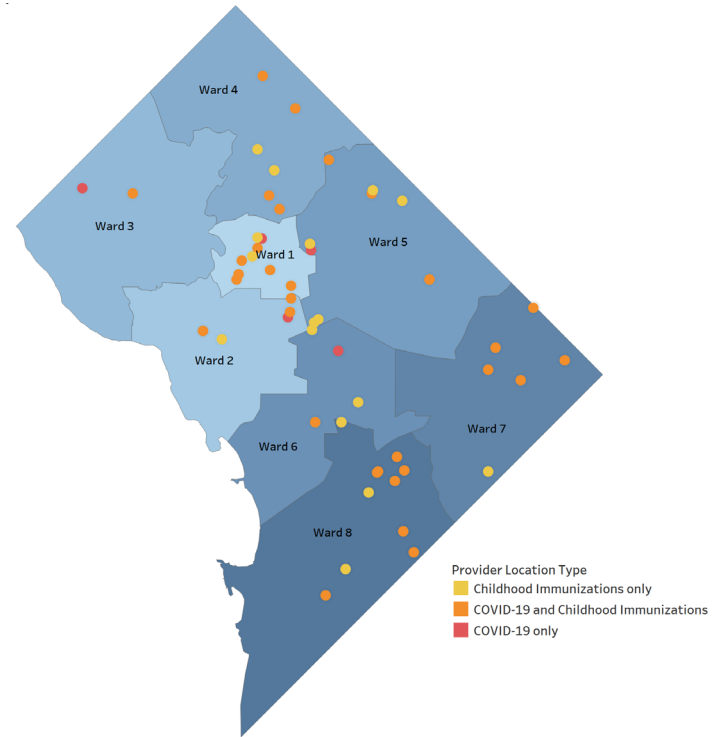 Ward 4
Ward 3
Ward 5
Ward 1
Ward 2
Ward 7
Ward 6
Ward 8
Provider Location Type
Childhood Immunizations only
COVID-19 and Childhood Immunizations
COVID-19 only